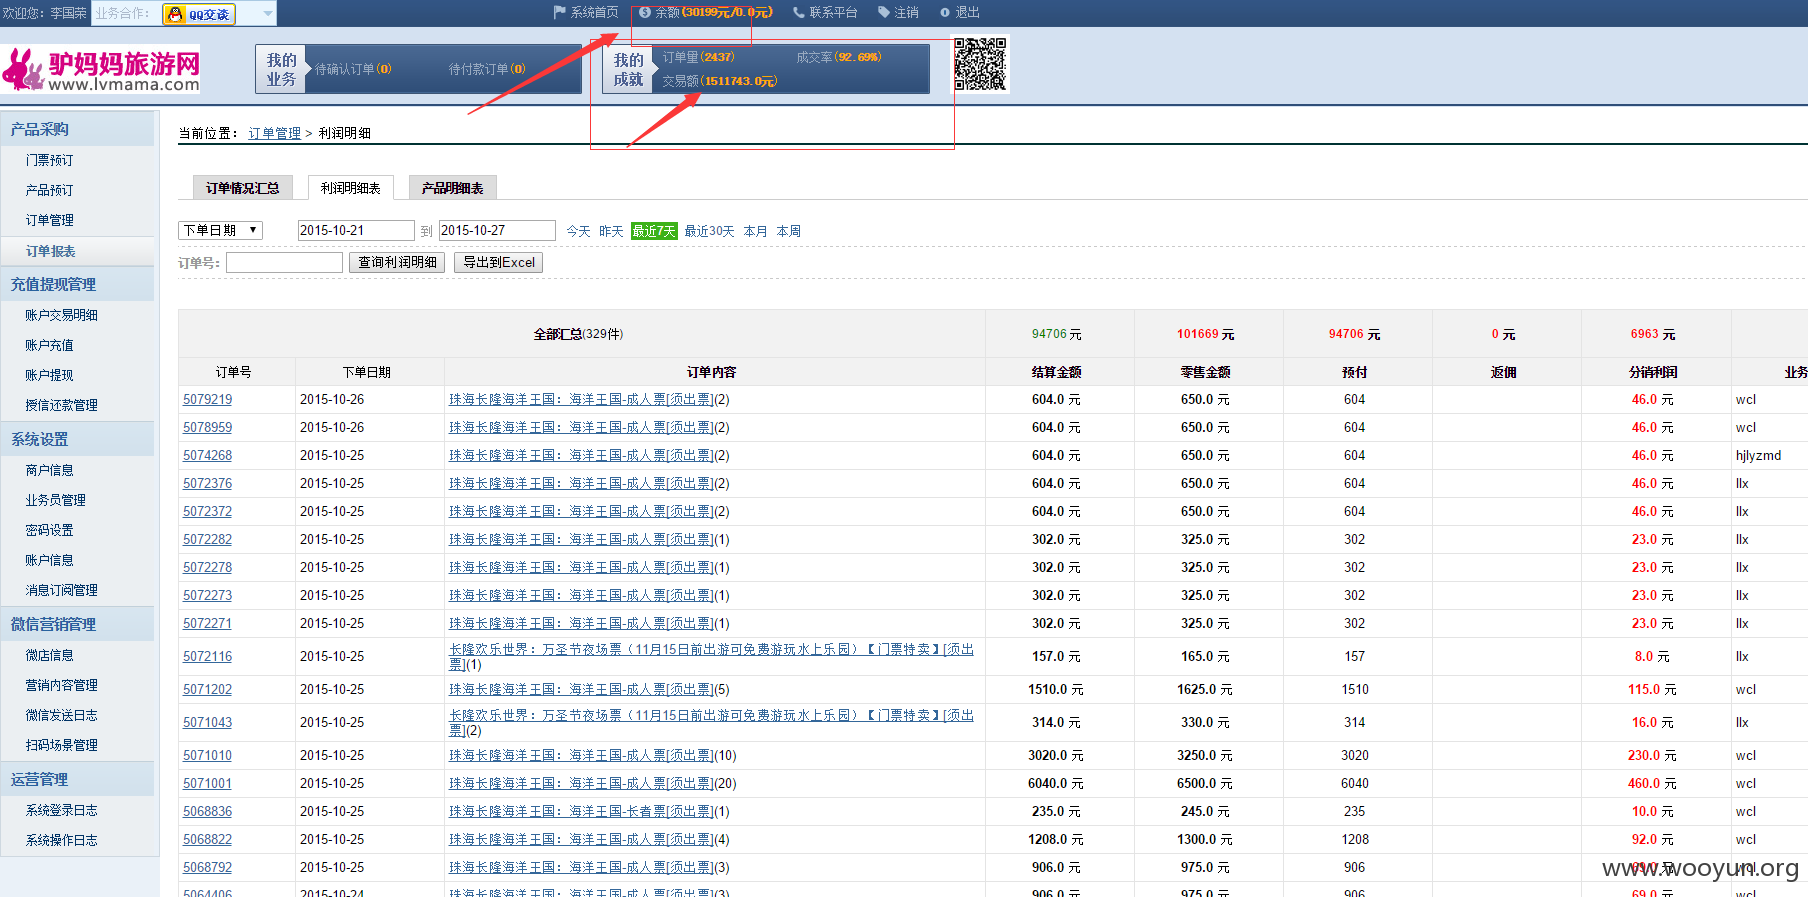 欢迎您：李国荣 业务合作： QQ交谈 系统首页 余额(30199元/0.0元) 联系平台 注销 退出
驴妈妈旅游网
www.lvmama.com
我的业务 待确认订单(0) 待付款订单(0)
我的成就 订单量(2437) 成交率(92.69%)
交易额(1511743.0元)
产品采购
门票预订
产品预订
订单管理
订单报表
充值提现管理
账户交易明细
账户充值
账户提现
授信还款管理
系统设置
商户信息
业务员管理
密码设置
账户信息
消息订阅管理
微信营销管理
微店信息
营销内容管理
微信发送日志
扫码场景管理
运营管理
系统登录日志
系统操作日志
当前位置： 订单管理 > 利润明细
订单情况汇总 利润明细表 产品明细表
下单日期 ▼ 2015-10-21 到 2015-10-27 今天 昨天 最近7天 最近30天 本月 本周
订单号： 查询利润明细 导出到Excel
全部汇总(329件) 94706 元 101669 元 94706 元 0 元 6963 元
订单号 下单日期 订单内容 结算金额 零售金额 预付 返佣 分销利润 业务
5079219 2015-10-26 珠海长隆海洋王国：海洋王国-成人票[须出票](2) 604.0 元 650.0 元 604 46.0 元 wcl
5078959 2015-10-26 珠海长隆海洋王国：海洋王国-成人票[须出票](2) 604.0 元 650.0 元 604 46.0 元 wcl
5074268 2015-10-25 珠海长隆海洋王国：海洋王国-成人票[须出票](2) 604.0 元 650.0 元 604 46.0 元 hjlyzmd
5072376 2015-10-25 珠海长隆海洋王国：海洋王国-成人票[须出票](2) 604.0 元 650.0 元 604 46.0 元 llx
5072372 2015-10-25 珠海长隆海洋王国：海洋王国-成人票[须出票](2) 604.0 元 650.0 元 604 46.0 元 llx
5072282 2015-10-25 珠海长隆海洋王国：海洋王国-成人票[须出票](1) 302.0 元 325.0 元 302 23.0 元 llx
5072278 2015-10-25 珠海长隆海洋王国：海洋王国-成人票[须出票](1) 302.0 元 325.0 元 302 23.0 元 llx
5072273 2015-10-25 珠海长隆海洋王国：海洋王国-成人票[须出票](1) 302.0 元 325.0 元 302 23.0 元 llx
5072271 2015-10-25 珠海长隆海洋王国：海洋王国-成人票[须出票](1) 302.0 元 325.0 元 302 23.0 元 llx
5072116 2015-10-25 长隆欢乐世界：万圣节夜场票（11月15日前出游可免费游玩水上乐园）【门票特卖】[须出票](1) 157.0 元 165.0 元 157 8.0 元 llx
5071202 2015-10-25 珠海长隆海洋王国：海洋王国-成人票[须出票](5) 1510.0 元 1625.0 元 1510 115.0 元 wcl
5071043 2015-10-25 长隆欢乐世界：万圣节夜场票（11月15日前出游可免费游玩水上乐园）【门票特卖】[须出票](2) 314.0 元 330.0 元 314 16.0 元 llx
5071010 2015-10-25 珠海长隆海洋王国：海洋王国-成人票[须出票](10) 3020.0 元 3250.0 元 3020 230.0 元 wcl
5071001 2015-10-25 珠海长隆海洋王国：海洋王国-成人票[须出票](20) 6040.0 元 6500.0 元 6040 460.0 元 wcl
5068836 2015-10-25 珠海长隆海洋王国：海洋王国-长者票[须出票](1) 235.0 元 245.0 元 235 10.0 元 wcl
5068822 2015-10-25 珠海长隆海洋王国：海洋王国-成人票[须出票](4) 1208.0 元 1300.0 元 1208 92.0 元 wcl
5068792 2015-10-25 珠海长隆海洋王国：海洋王国-成人票[须出票](3) 906.0 元 975.0 元 906 69.0 元 wcl
5064406 2015-10-24 珠海长隆海洋王国：海洋王国-成人票[须出票](3) 906.0 元 975.0 元 906 69.0 元 wcl
www.wooyun.org